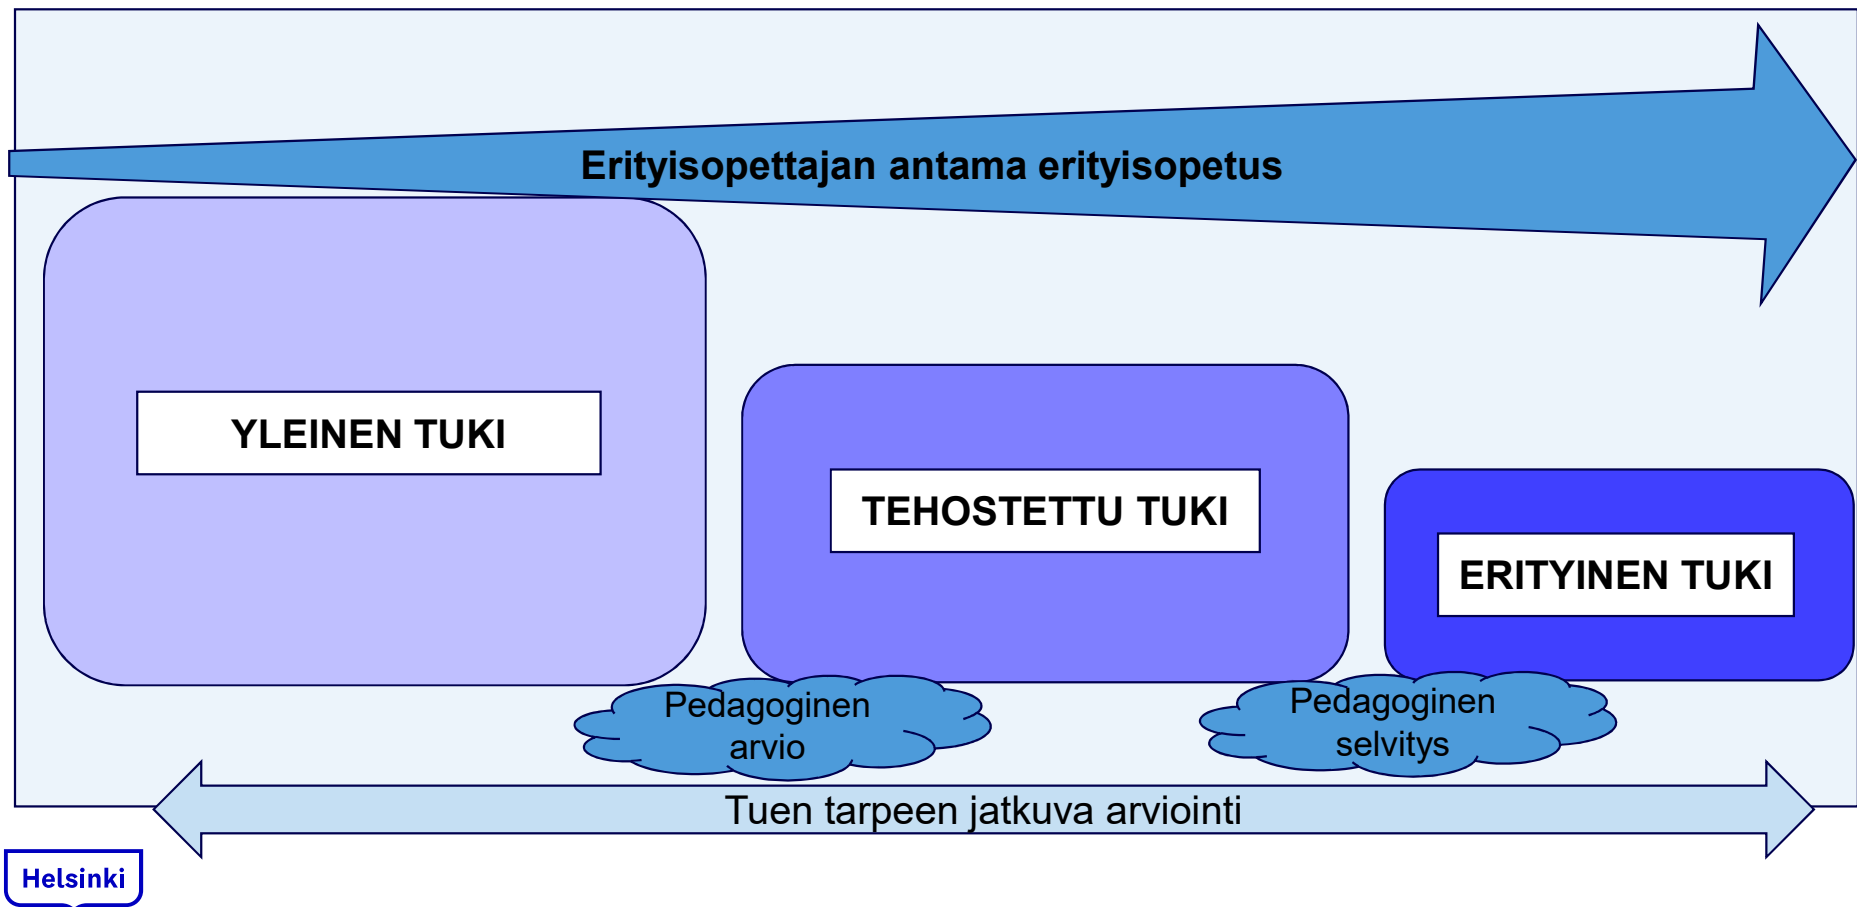 Erityisopettajan antama erityisopetus
YLEINEN TUKI
TEHOSTETTU TUKI
ERITYINEN TUKI
Pedagoginen
arvio
Pedagoginen
selvitys
Tuen tarpeen jatkuva arviointi
Helsinki